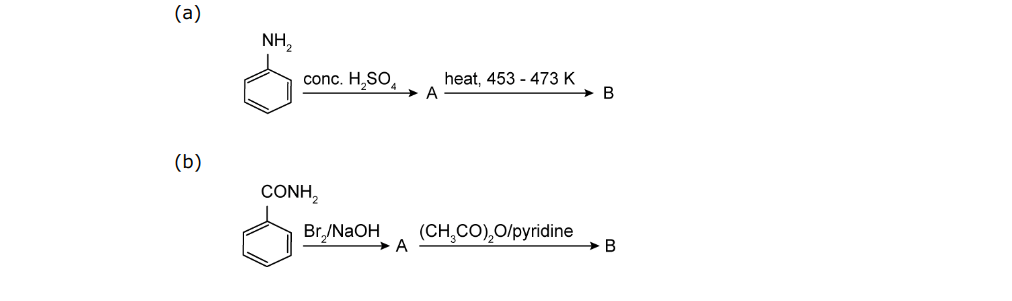 (a)
NH₂
conc. H₂SO₄ A heat, 453 - 473 K B
(b)
CONH₂
Br₂/NaOH A (CH₃CO)₂O/pyridine B